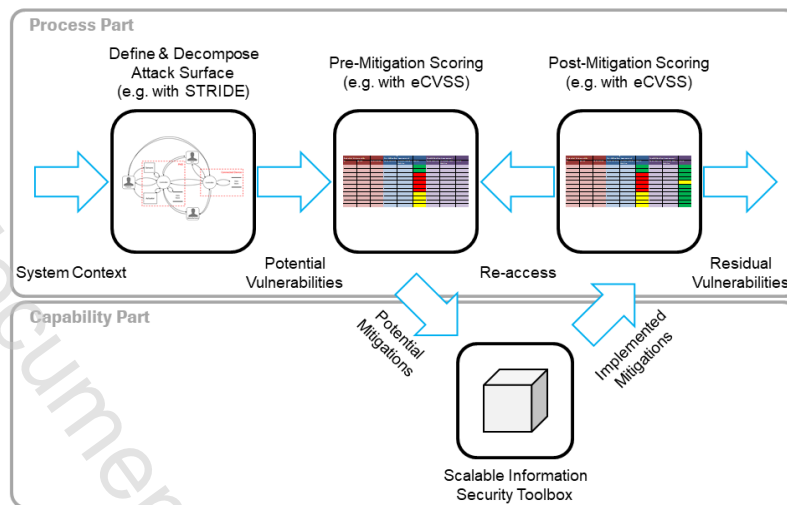 Process Part
Define & Decompose
Attack Surface
(e.g. with STRIDE)
Pre-Mitigation Scoring
(e.g. with eCVSS)
Post-Mitigation Scoring
(e.g. with eCVSS)
System Context
Potential
Vulnerabilities
Re-access
Residual
Vulnerabilities
Capability Part
Potential
Mitigations
Implemented
Mitigations
Scalable Information
Security Toolbox